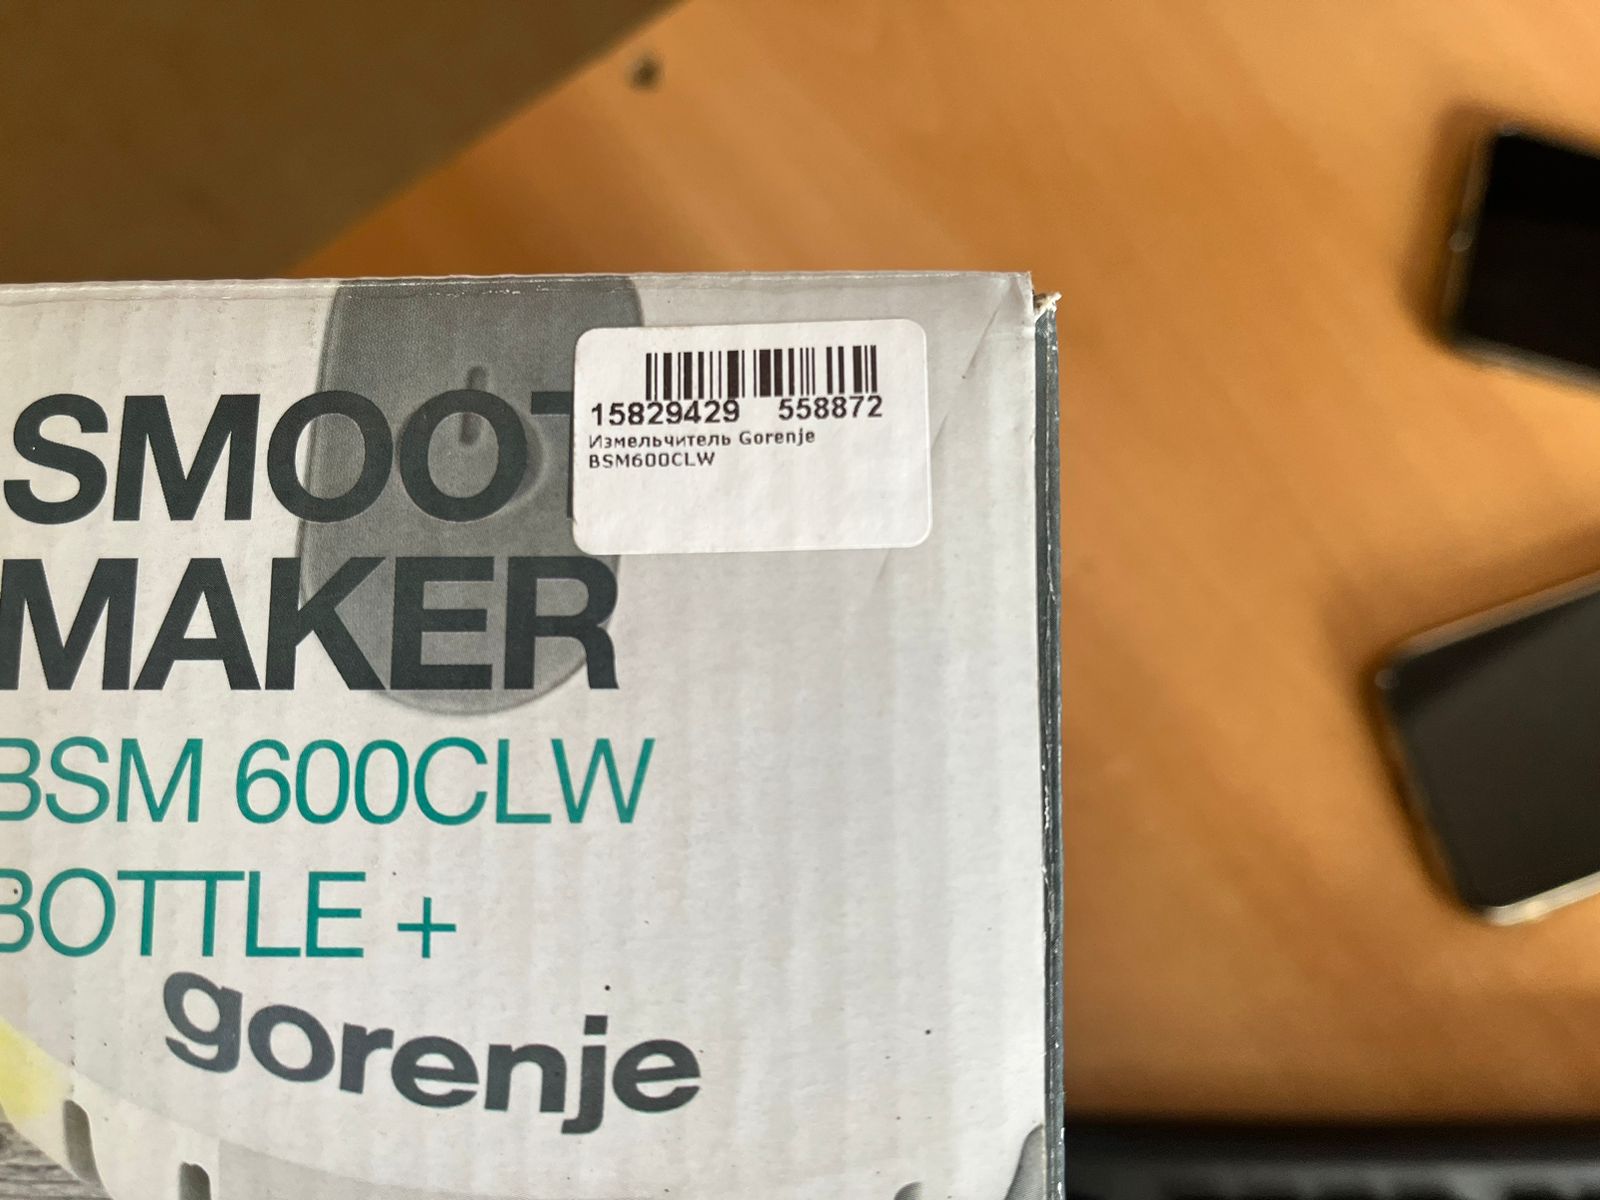 15829429 558872
Измельчитель Gorenje
BSM600CLW
SMOOT
MAKER
BSM 600CLW
BOTTLE +
gorenje